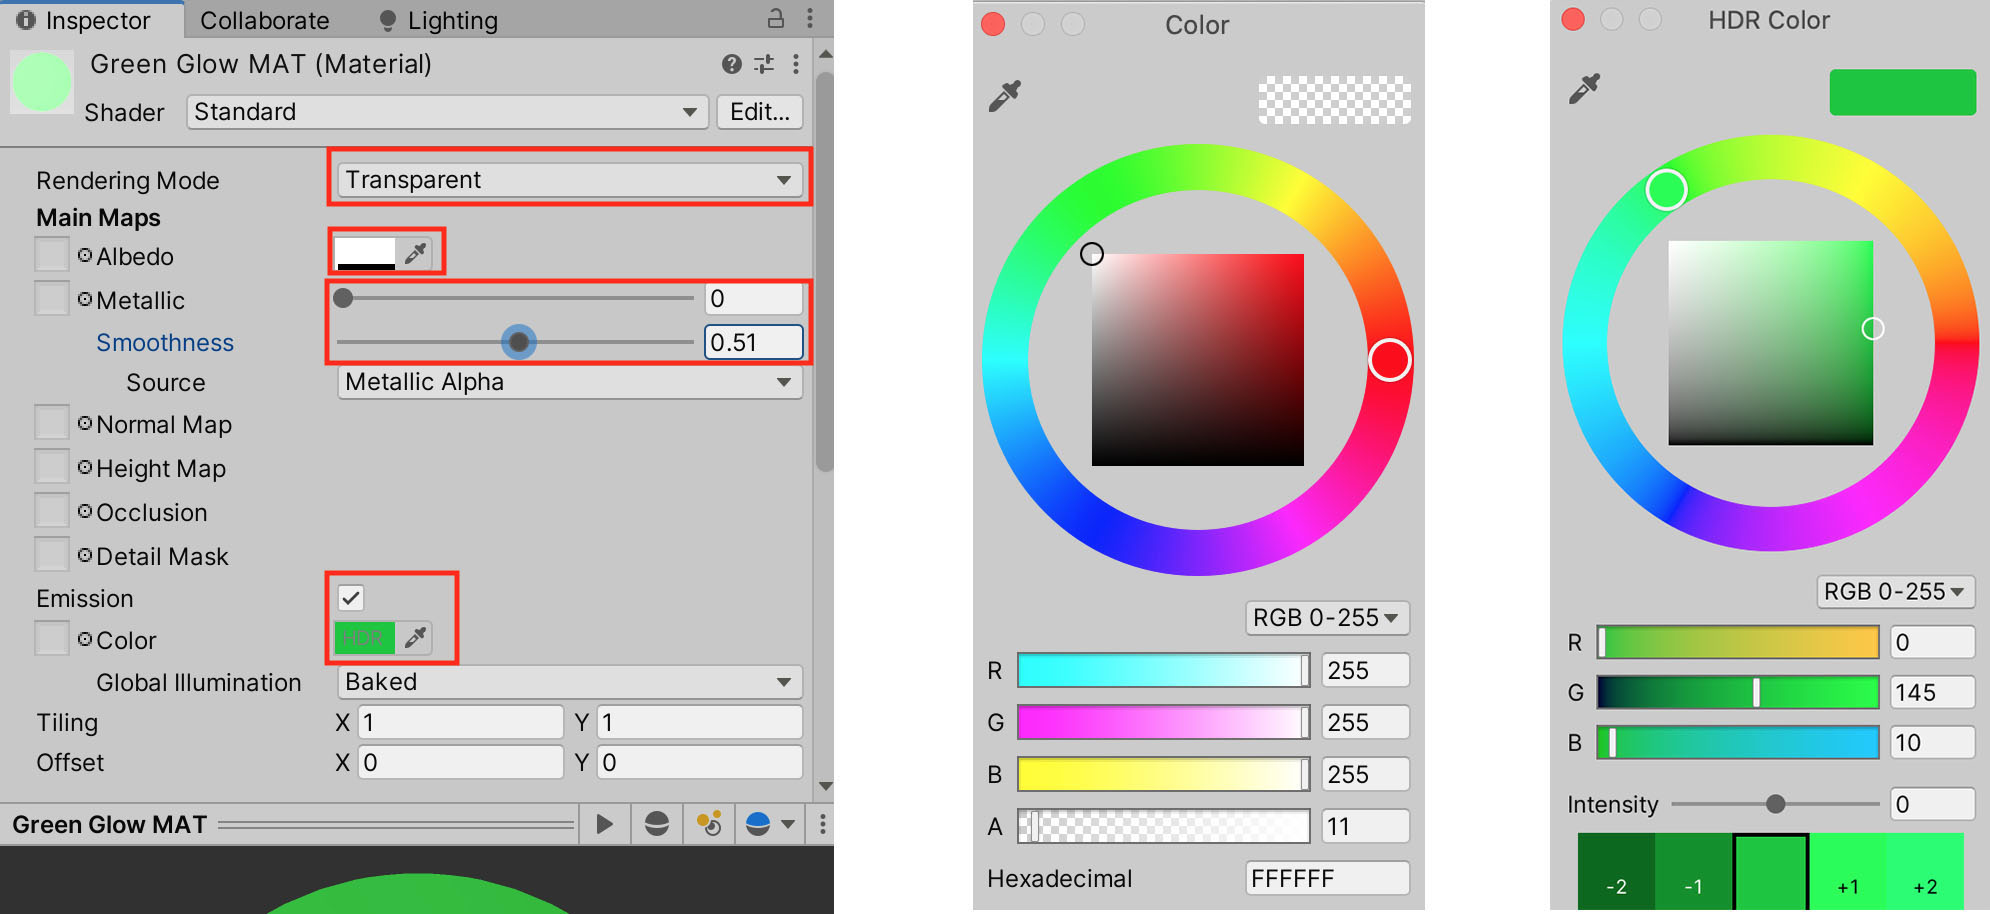 Inspector Collaborate Lighting
Green Glow MAT (Material)
Shader Standard Edit...
Rendering Mode Transparent
Main Maps
Albedo
Metallic 0
Smoothness 0.51
Source Metallic Alpha
Normal Map
Height Map
Occlusion
Detail Mask
Emission
Color HDR
Global Illumination Baked
Tiling X 1 Y 1
Offset X 0 Y 0
Green Glow MAT
Color
RGB 0-255
R 255
G 255
B 255
A 11
Hexadecimal FFFFFF
HDR Color
RGB 0-255
R 0
G 145
B 10
Intensity 0
-2 -1 +1 +2